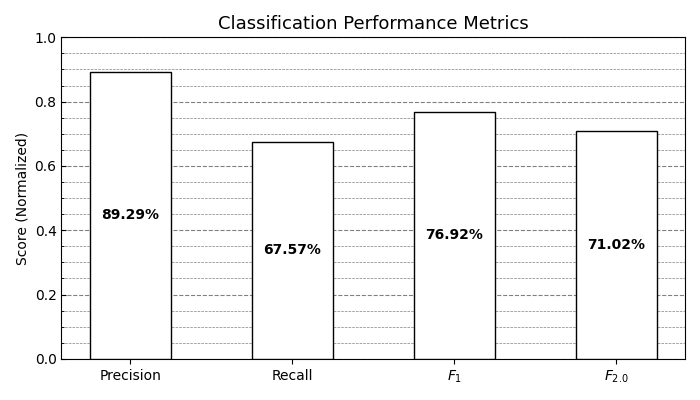 Classification Performance Metrics
Score (Normalized)
1.0
0.8
0.6
0.4
0.2
0.0
89.29%
67.57%
76.92%
71.02%
Precision
Recall
F₁
F₂.₀